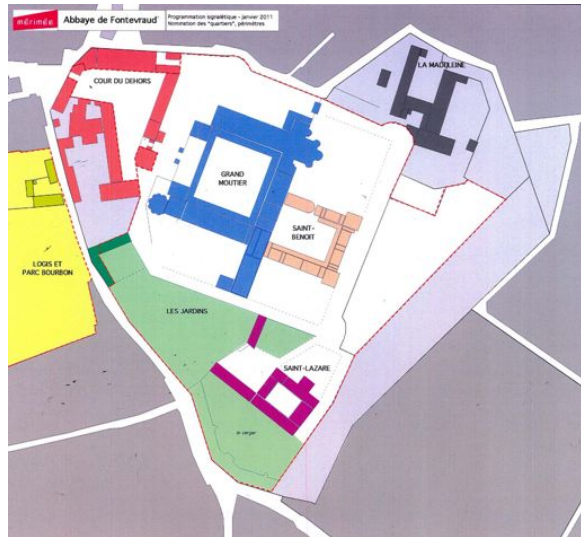 mérimée
Abbaye de Fontevraud
Programmation signalétique - janvier 2011
Nomination des "quartiers", périmètres
COUR DU DEHORS
LA MADOLEINE
GRAND
MOUTIER
SAINT-
BENOIT
LOGIS ET
PARC BOURBON
LES JARDINS
SAINT-LAZARE
le verger